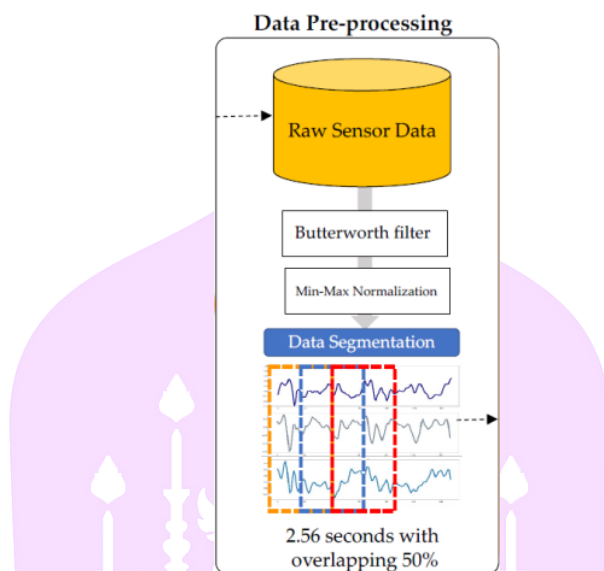 Data Pre-processing
Raw Sensor Data
Butterworth filter
Min-Max Normalization
Data Segmentation
2.56 seconds with
overlapping 50%